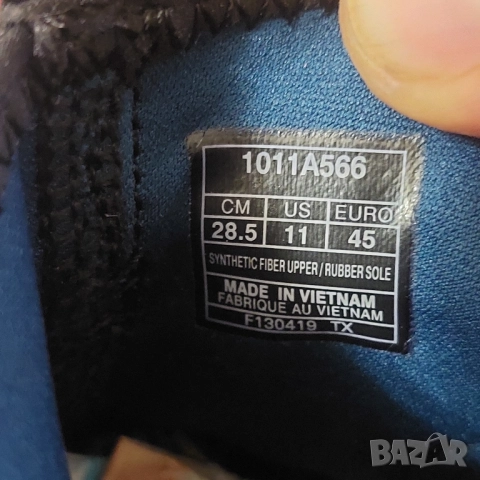 1011A566
CM US EURO
28.5 11 45
SYNTHETIC FIBER UPPER / RUBBER SOLE
MADE IN VIETNAM
FABRIQUE AU VIETNAM
F130419 TX
BAZAR